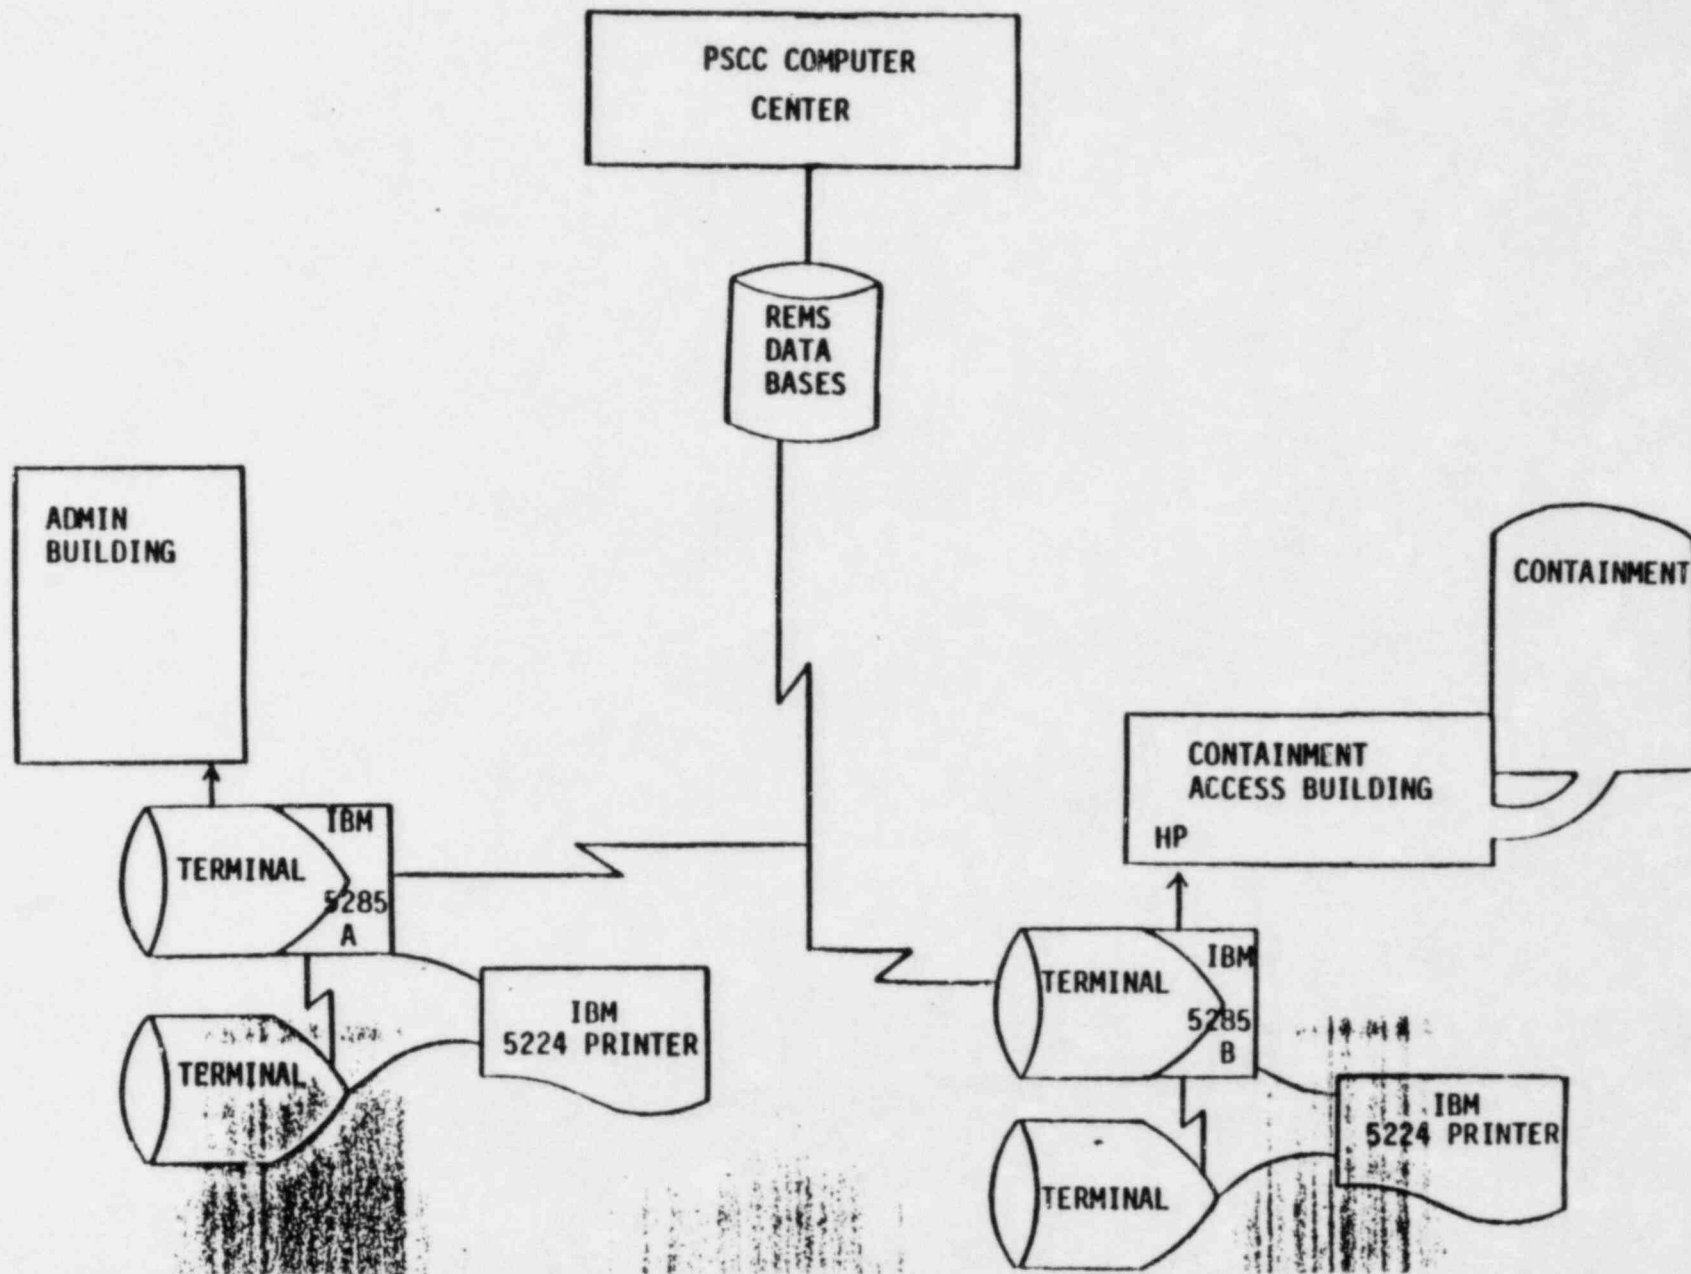 PSCC COMPUTER
CENTER
REMS
DATA
BASES
ADMIN
BUILDING
CONTAINMENT
CONTAINMENT
ACCESS BUILDING
HP
IBM
TERMINAL
5285
A
IBM
5224 PRINTER
TERMINAL
IBM
TERMINAL
5285
B
IBM
5224 PRINTER
TERMINAL